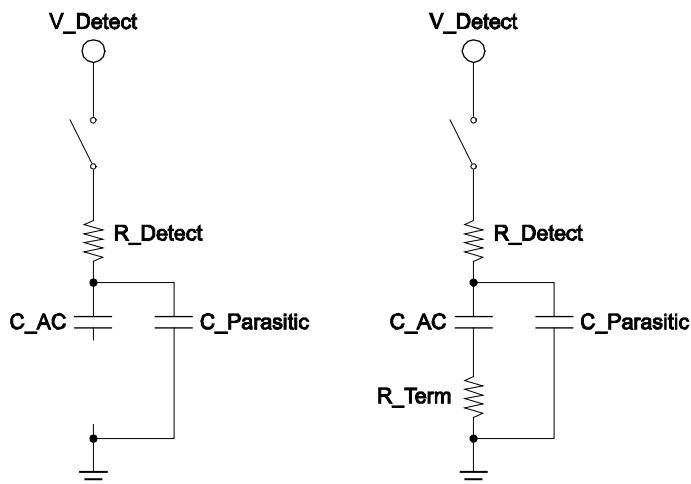 V_Detect
R_Detect
C_AC
C_Parasitic
V_Detect
R_Detect
C_AC
C_Parasitic
R_Term